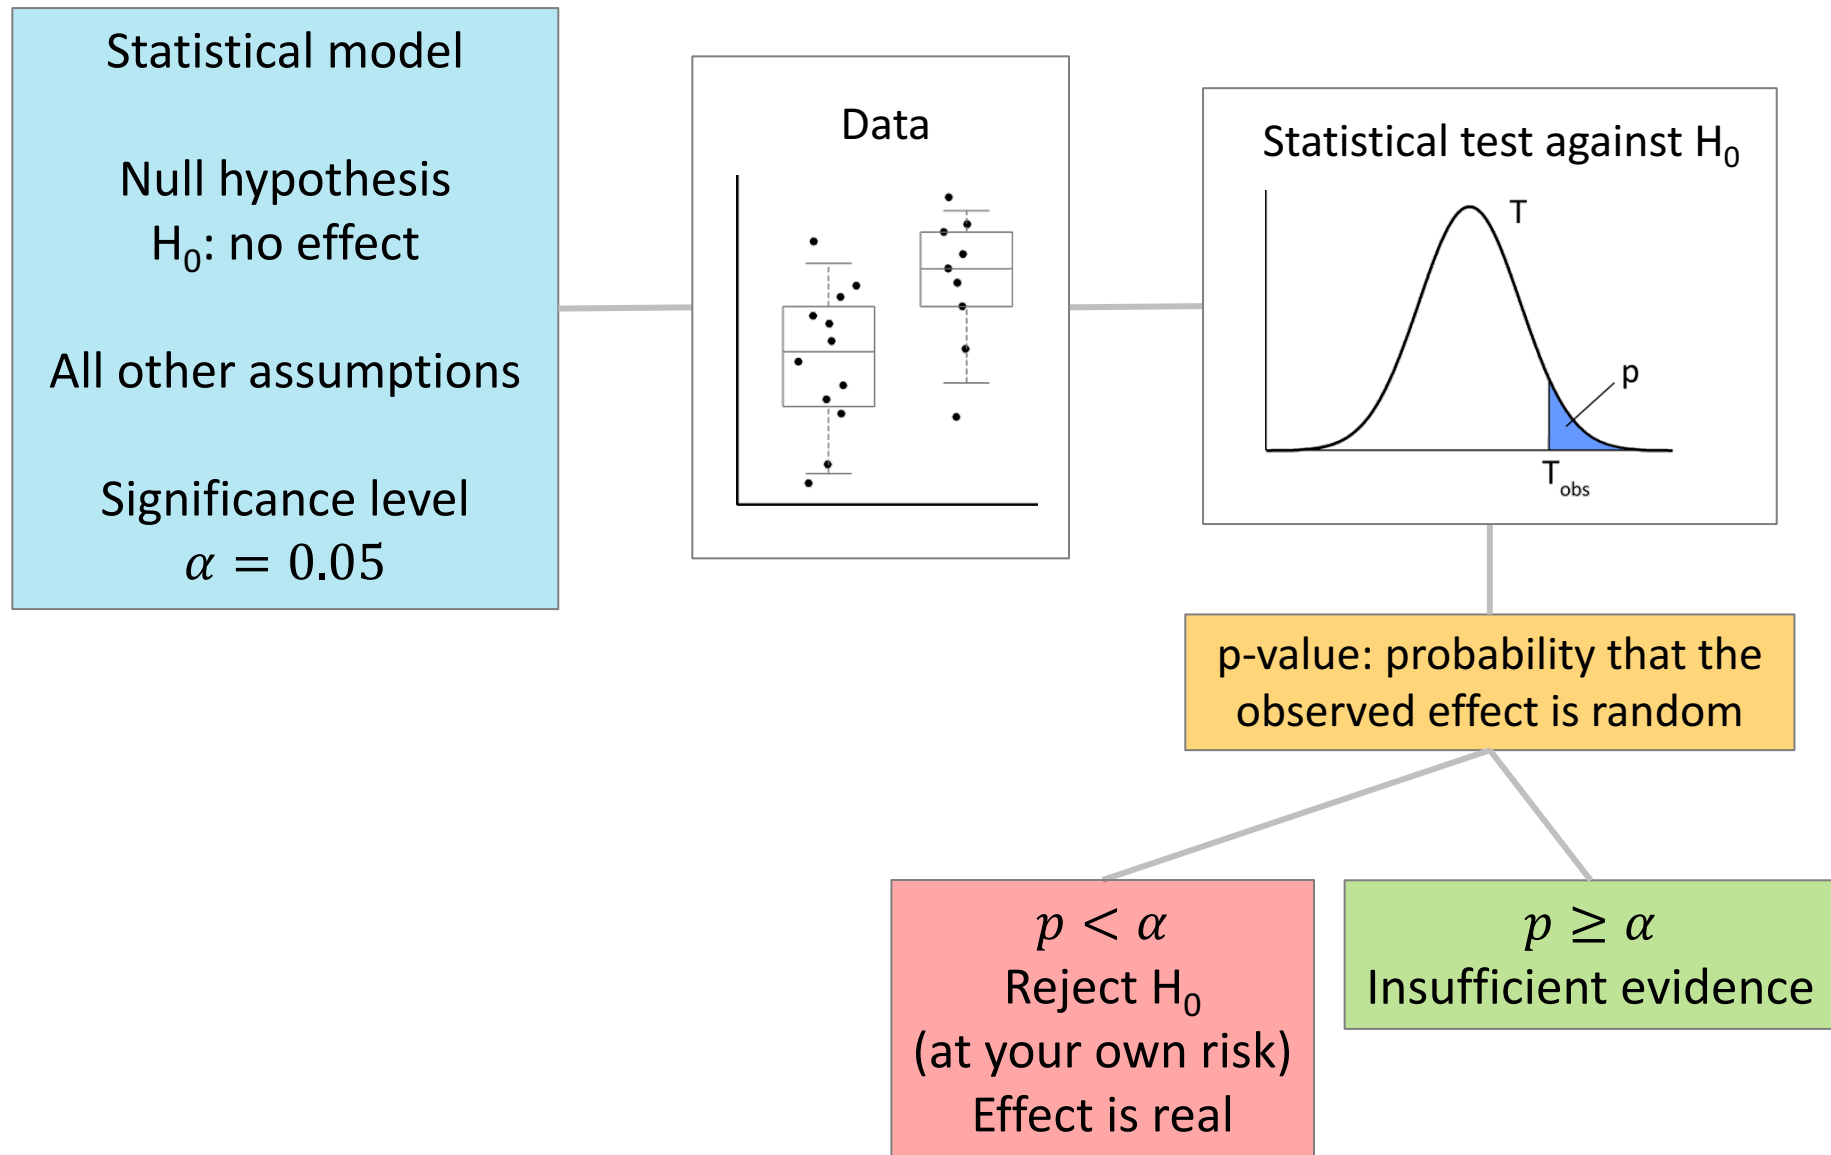 Statistical model
Null hypothesis
H₀: no effect
All other assumptions
Significance level
α = 0.05
Data
Statistical test against H₀
T
p
T_obs
p-value: probability that the
observed effect is random
p < α
Reject H₀
(at your own risk)
Effect is real
p ≥ α
Insufficient evidence